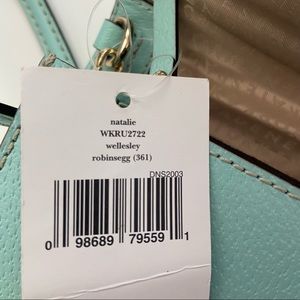 natalie
WKRU2722
wellesley
robinsegg (361)
DNS2003
0 98689 79559 1